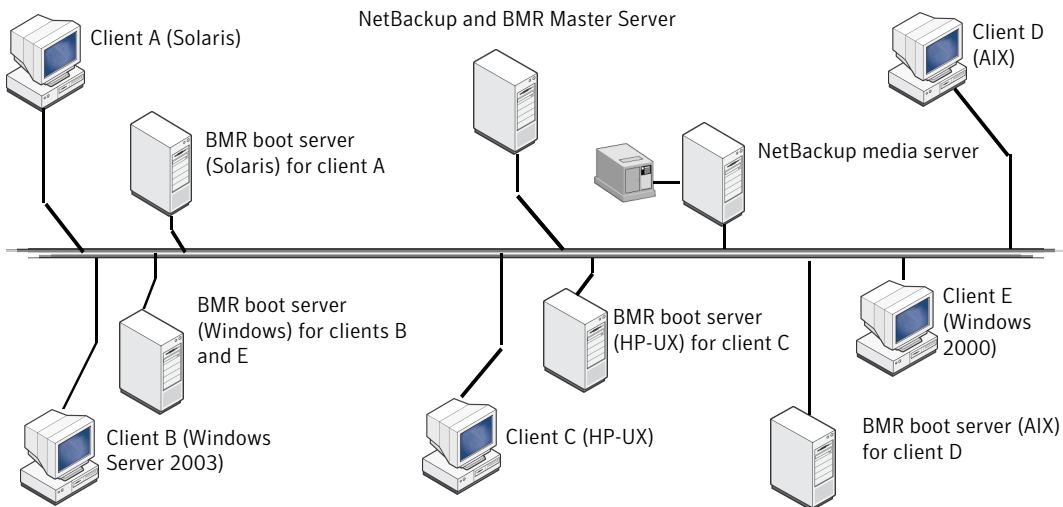 NetBackup and BMR Master Server
Client A (Solaris)
Client D
(AIX)
BMR boot server
(Solaris) for client A
NetBackup media server
BMR boot server
(Windows) for clients B
and E
BMR boot server
(HP-UX) for client C
Client E
(Windows
2000)
Client B (Windows
Server 2003)
Client C (HP-UX)
BMR boot server (AIX)
for client D